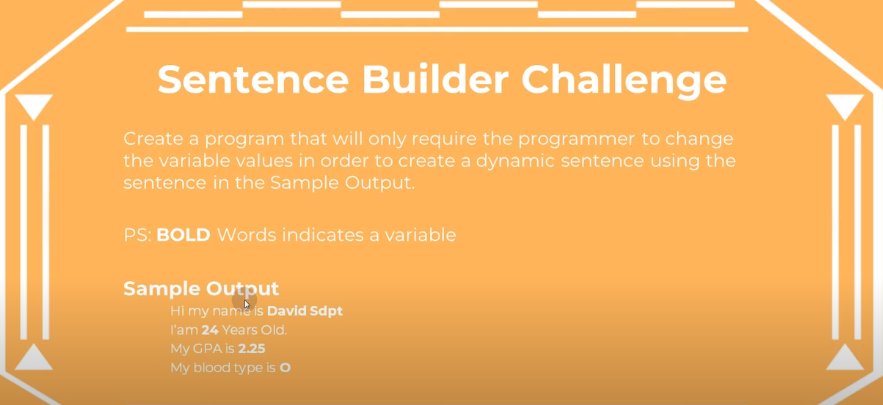 Sentence Builder Challenge
Create a program that will only require the programmer to change
the variable values in order to create a dynamic sentence using the
sentence in the Sample Output.
PS: BOLD Words indicates a variable
Sample Output
Hi my name is David Sdpt
I'am 24 Years Old.
My GPA is 2.25
My blood type is O